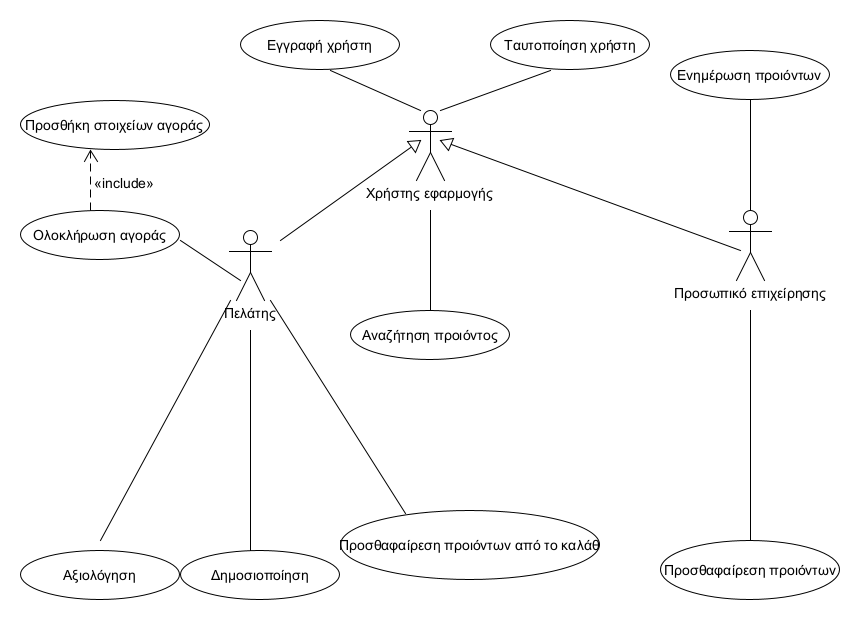 Εγγραφή χρήστη
Ταυτοποίηση χρήστη
Ενημέρωση προιόντων
Προσθήκη στοιχείων αγοράς
«include»
Χρήστης εφαρμογής
Ολοκλήρωση αγοράς
Προσωπικό επιχείρησης
Πελάτης
Αναζήτηση προιόντος
Προσθαφαίρεση προιόντων από το καλάθ
Προσθαφαίρεση προιόντων
Αξιολόγηση
Δημοσιοποίηση